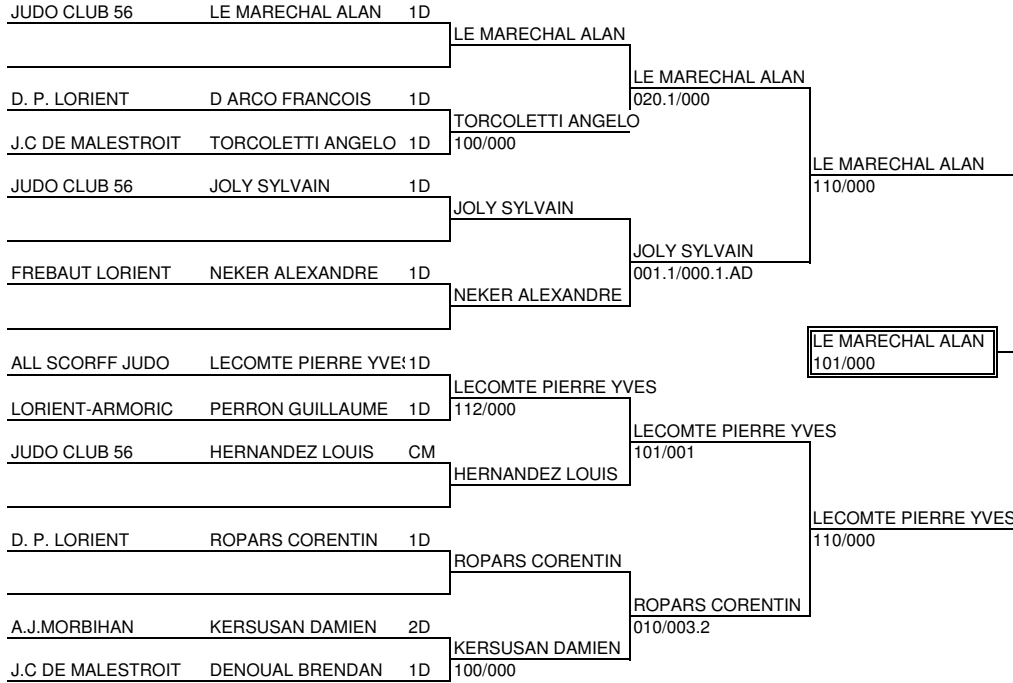 JUDO CLUB 56 LE MARECHAL ALAN 1D
LE MARECHAL ALAN
LE MARECHAL ALAN
020.1/000
D. P. LORIENT D ARCO FRANCOIS 1D
TORCOLETTI ANGELO
100/000
J.C DE MALESTROIT TORCOLETTI ANGELO 1D
LE MARECHAL ALAN
110/000
JUDO CLUB 56 JOLY SYLVAIN 1D
JOLY SYLVAIN
JOLY SYLVAIN
001.1/000.1.AD
FREBAUT LORIENT NEKER ALEXANDRE 1D
NEKER ALEXANDRE
LE MARECHAL ALAN
101/000
ALL SCORFF JUDO LECOMTE PIERRE YVES 1D
LECOMTE PIERRE YVES
112/000
LORIENT-ARMORIC PERRON GUILLAUME 1D
LECOMTE PIERRE YVES
101/001
JUDO CLUB 56 HERNANDEZ LOUIS CM
HERNANDEZ LOUIS
LECOMTE PIERRE YVES
110/000
D. P. LORIENT ROPARS CORENTIN 1D
ROPARS CORENTIN
ROPARS CORENTIN
010/003.2
A.J.MORBIHAN KERSUSAN DAMIEN 2D
KERSUSAN DAMIEN
100/000
J.C DE MALESTROIT DENOUAL BRENDAN 1D